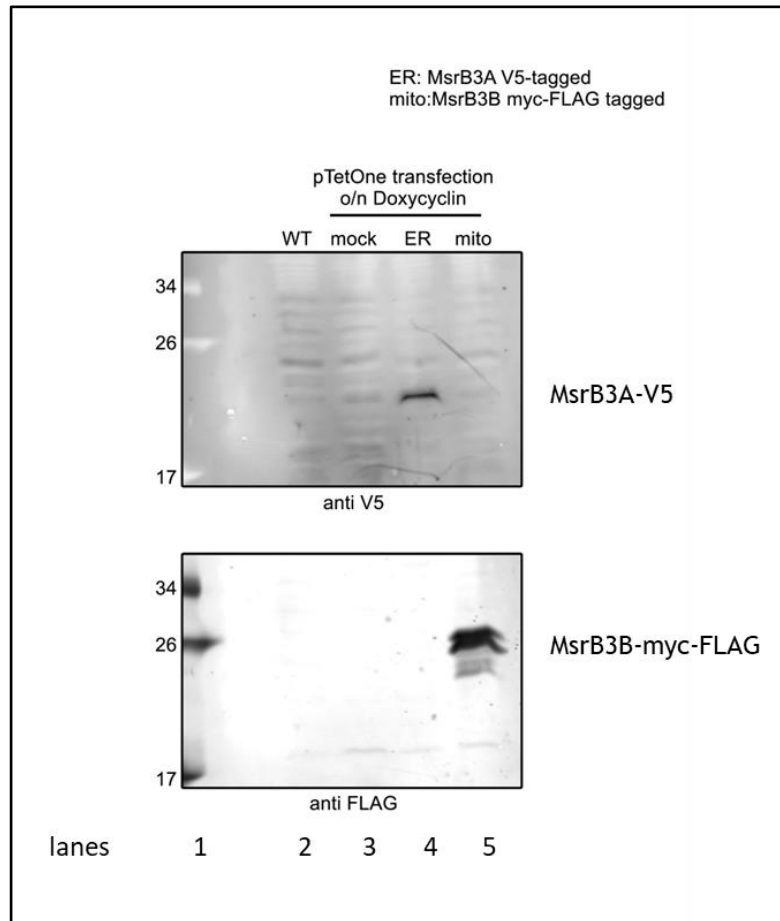 ER: MsrB3A V5-tagged
mito:MsrB3B myc-FLAG tagged
pTetOne transfection
o/n Doxycyclin
WT mock ER mito
34
26
MsrB3A-V5
17
anti V5
34
26
MsrB3B-myc-FLAG
17
anti FLAG
lanes 1 2 3 4 5